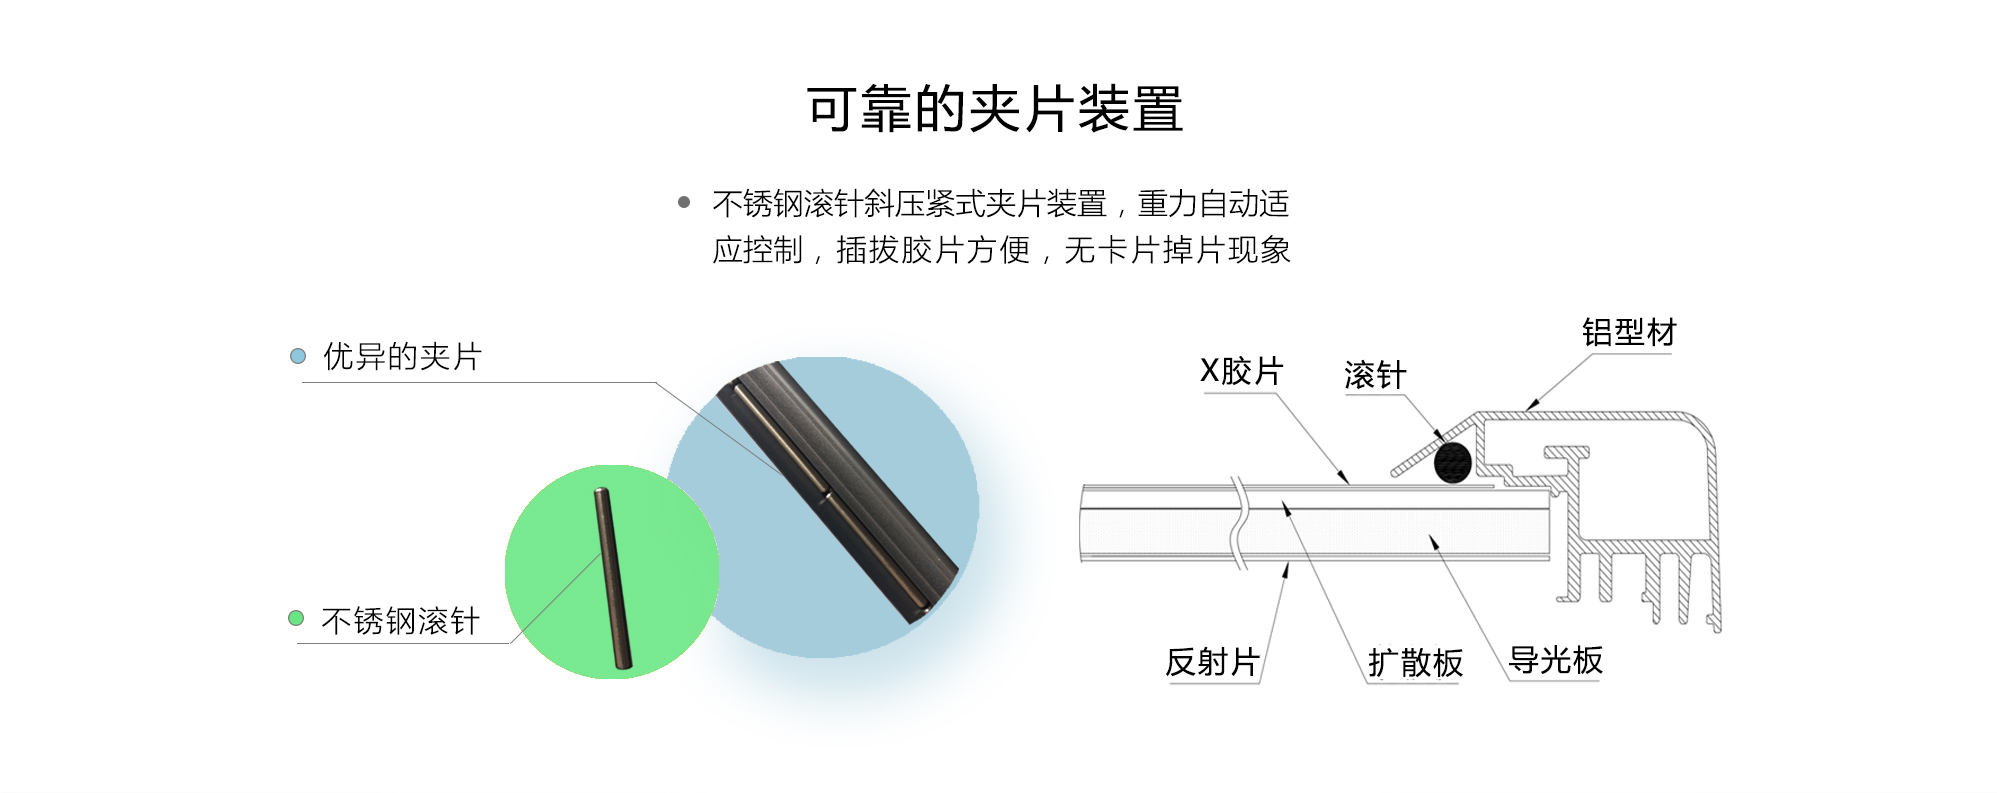 可靠的夹片装置
不锈钢滚针斜压紧式夹片装置，重力自动适
应控制，插拔胶片方便，无卡片掉片现象
优异的夹片
不锈钢滚针
铝型材
X胶片
滚针
反射片
扩散板
导光板